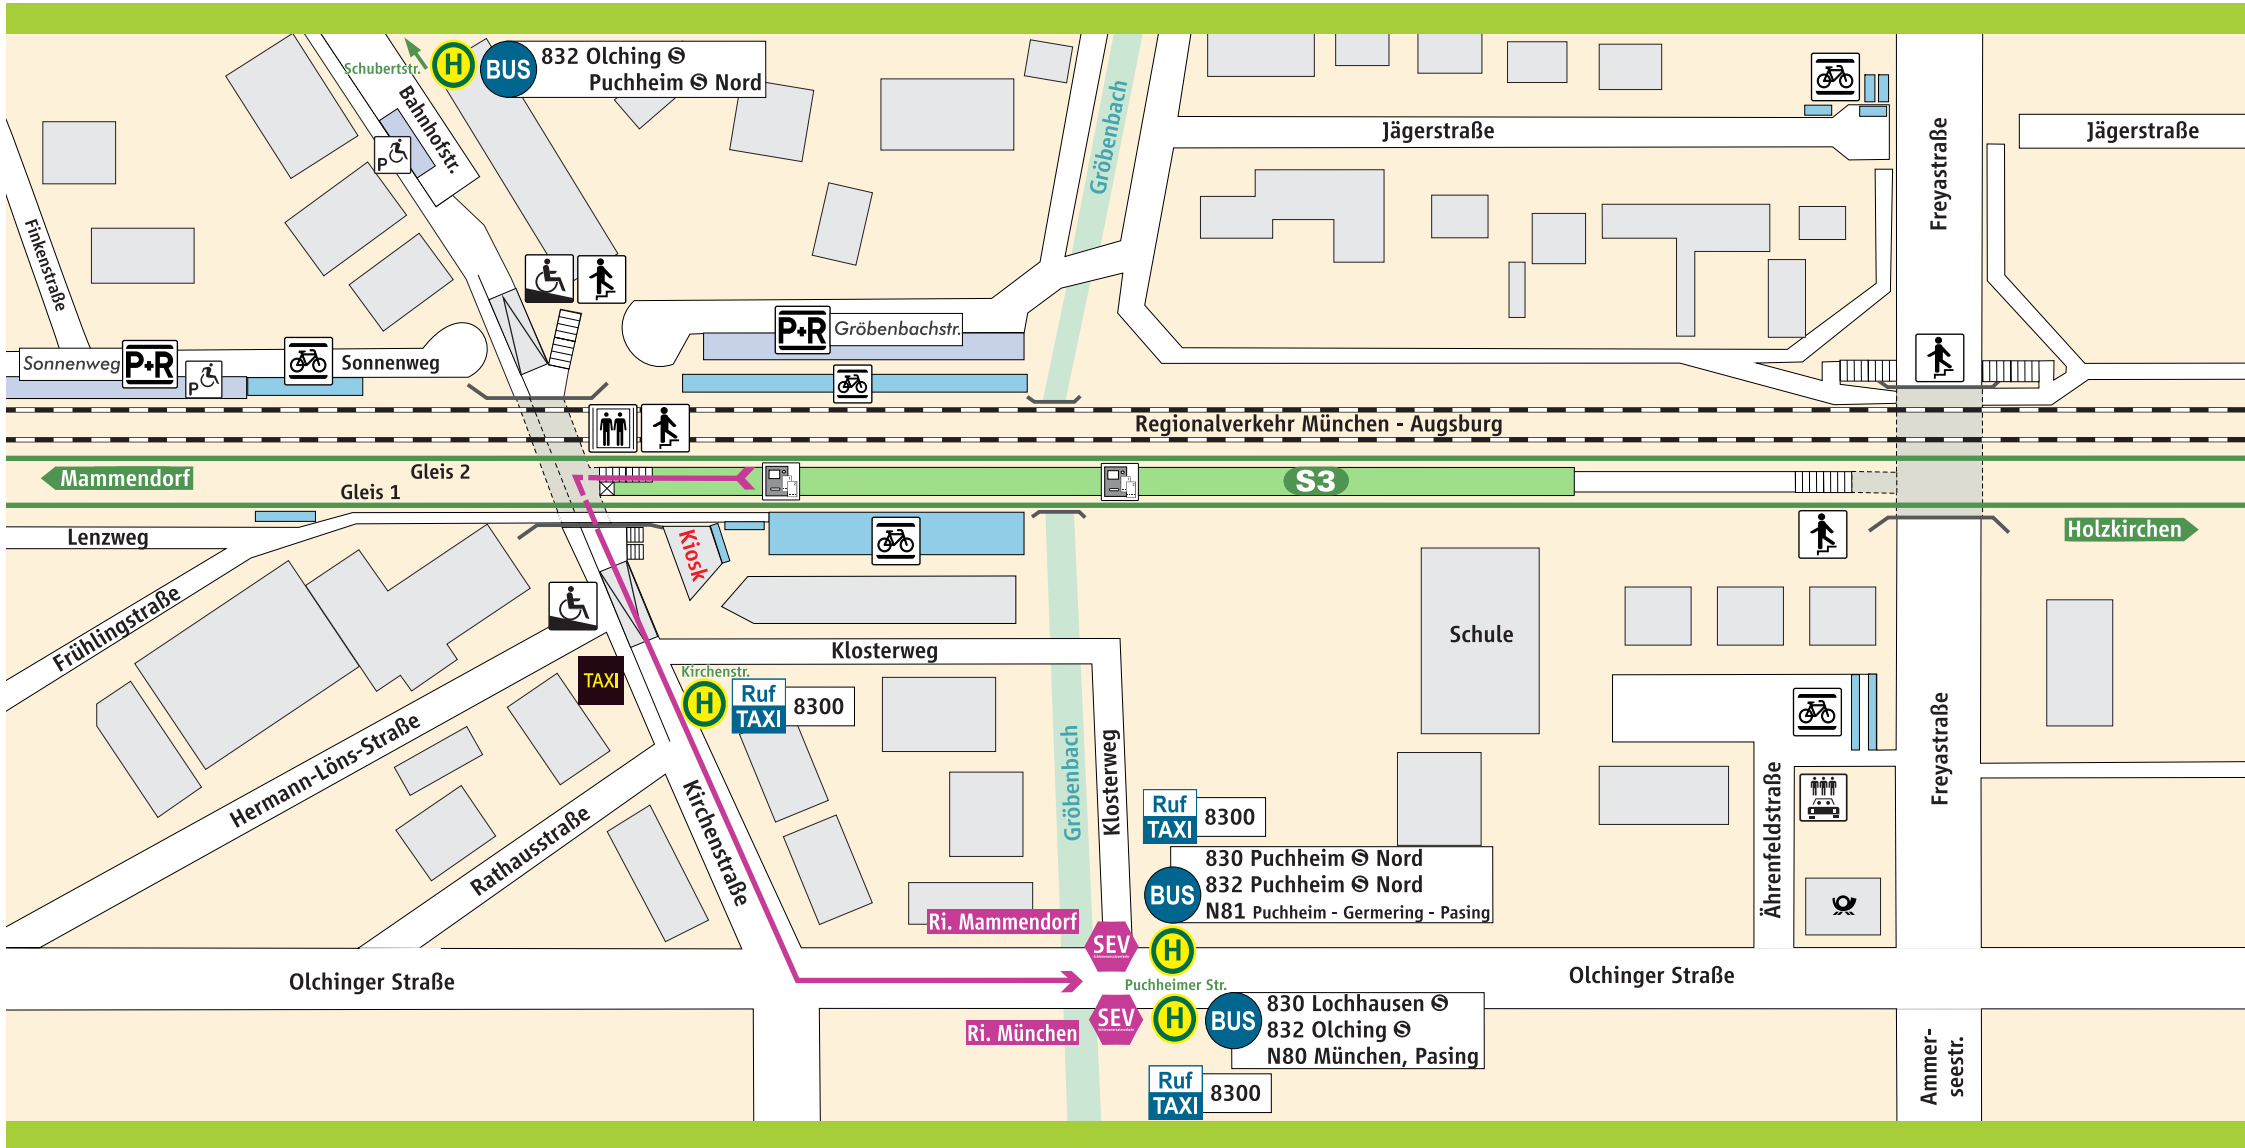 Schubertstr.
H
BUS
832 Olching S
Puchheim S Nord
Bahnhofstr.
P
Gröbenbach
Jägerstraße
Freyastraße
Jägerstraße
Finkenstraße
Sonnenweg
P+R
P
Sonnenweg
P+R
Gröbenbachstr.
Regionalverkehr München - Augsburg
Mammendorf
Gleis 2
Gleis 1
S3
Holzkirchen
Lenzweg
Kiosk
Frühlingstraße
Schule
Klosterweg
TAXI
Kirchenstr.
H
Ruf
TAXI
8300
Hermann-Löns-Straße
Rathausstraße
Kirchenstraße
Gröbenbach
Klosterweg
Freyastraße
Ährenfeldstraße
Ruf
TAXI
8300
BUS
830 Puchheim S Nord
832 Puchheim S Nord
N81 Puchheim - Germering - Pasing
Ri. Mammendorf
SEV
H
Olchinger Straße
Olchinger Straße
Puchheimer Str.
Ri. München
SEV
H
BUS
830 Lochhausen S
832 Olching S
N80 München, Pasing
Ruf
TAXI
8300
Ammer-
seestr.